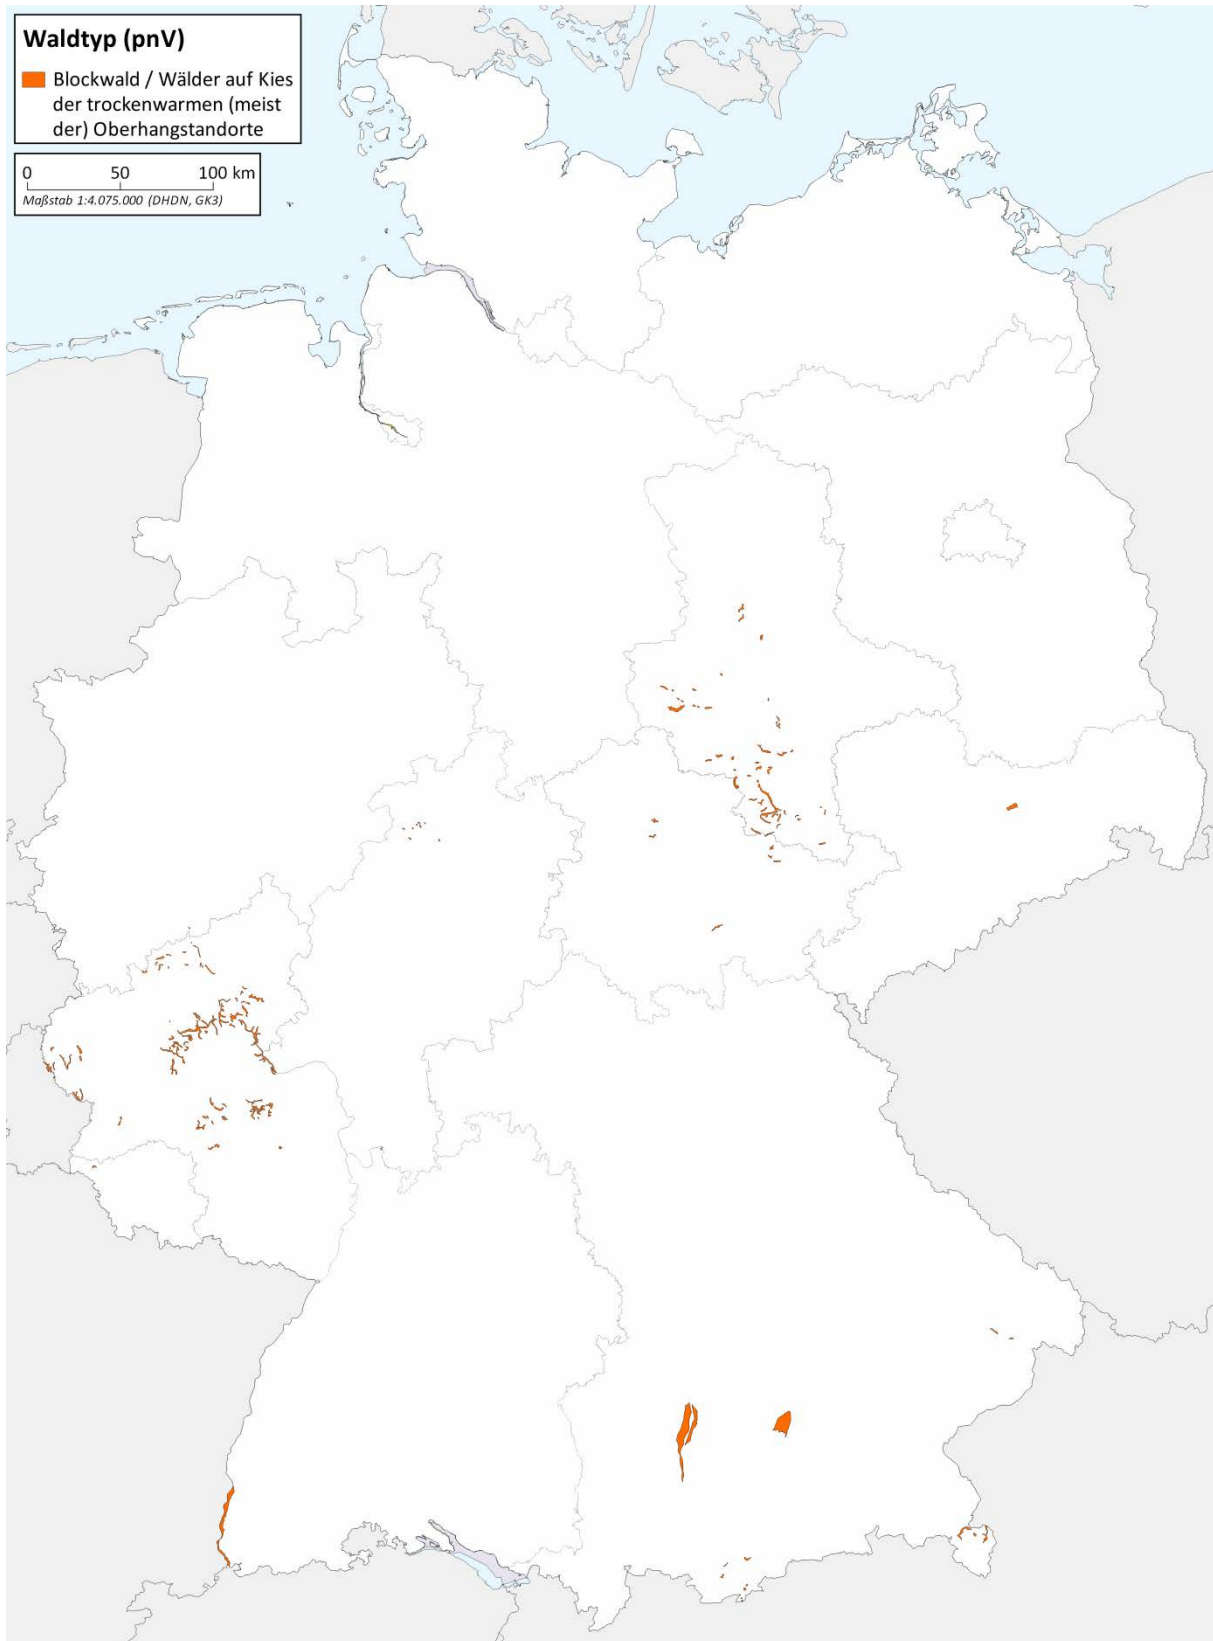 Waldtyp (pnV)
Blockwald / Wälder auf Kies
der trockenwarmen (meist
der) Oberhangstandorte
0 50 100 km
Maßstab 1:4.075.000 (DHDN, GK3)